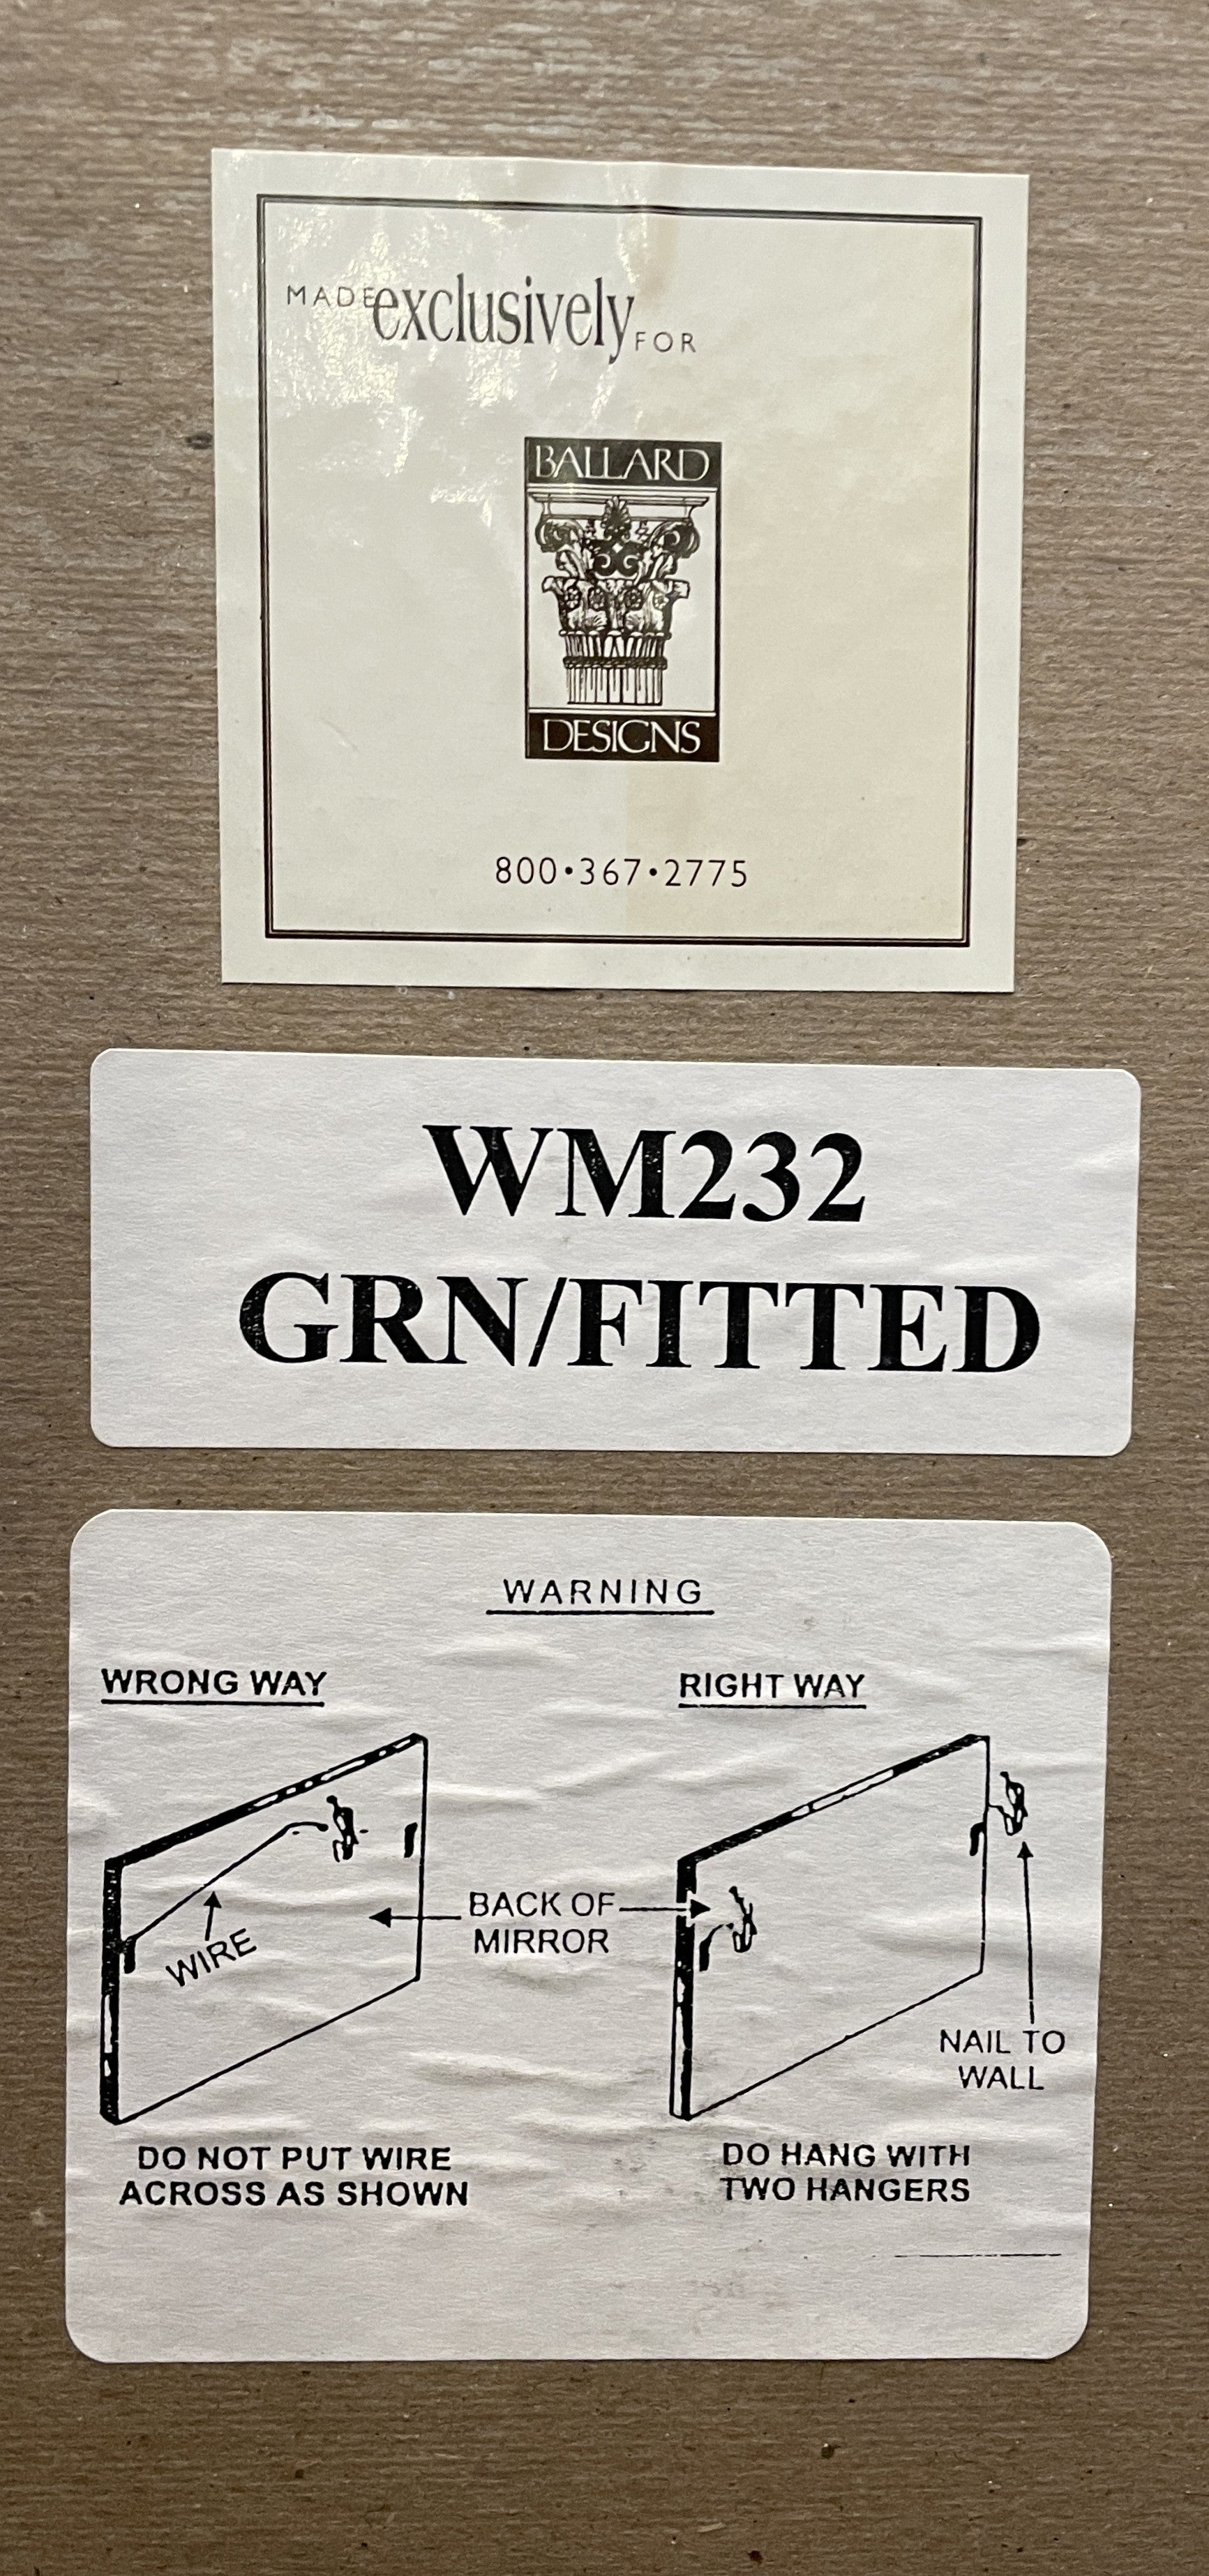 MADE exclusively FOR
BALLARD
DESIGNS
800•367•2775
WM232
GRN/FITTED
WARNING
WRONG WAY
RIGHT WAY
WIRE
BACK OF
MIRROR
NAIL TO
WALL
DO NOT PUT WIRE
ACROSS AS SHOWN
DO HANG WITH
TWO HANGERS